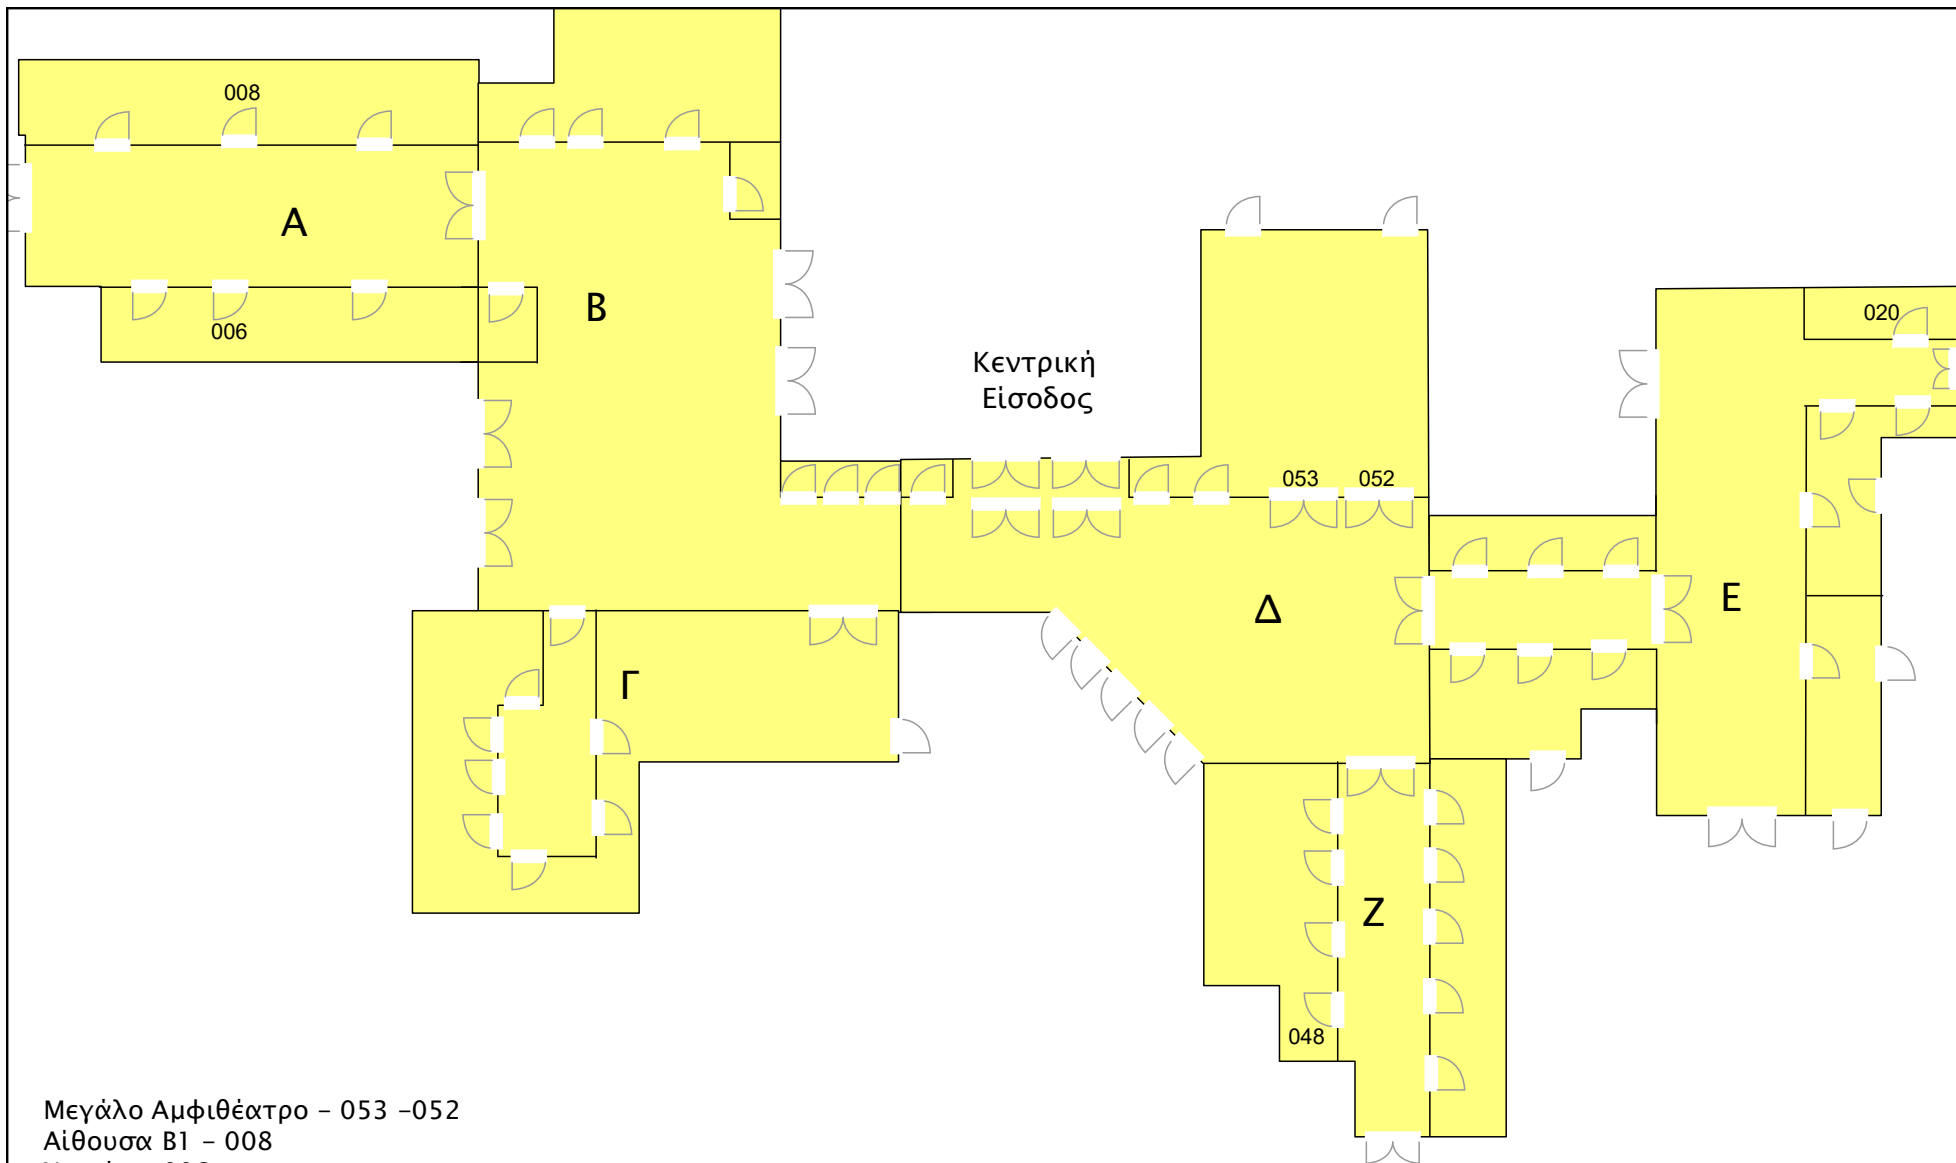 008
A
006
B
Κεντρική
Είσοδος
020
053 052
Δ
E
Γ
Z
048
Μεγάλο Αμφιθέατρο – 053 –052
Αίθουσα Β1 – 008